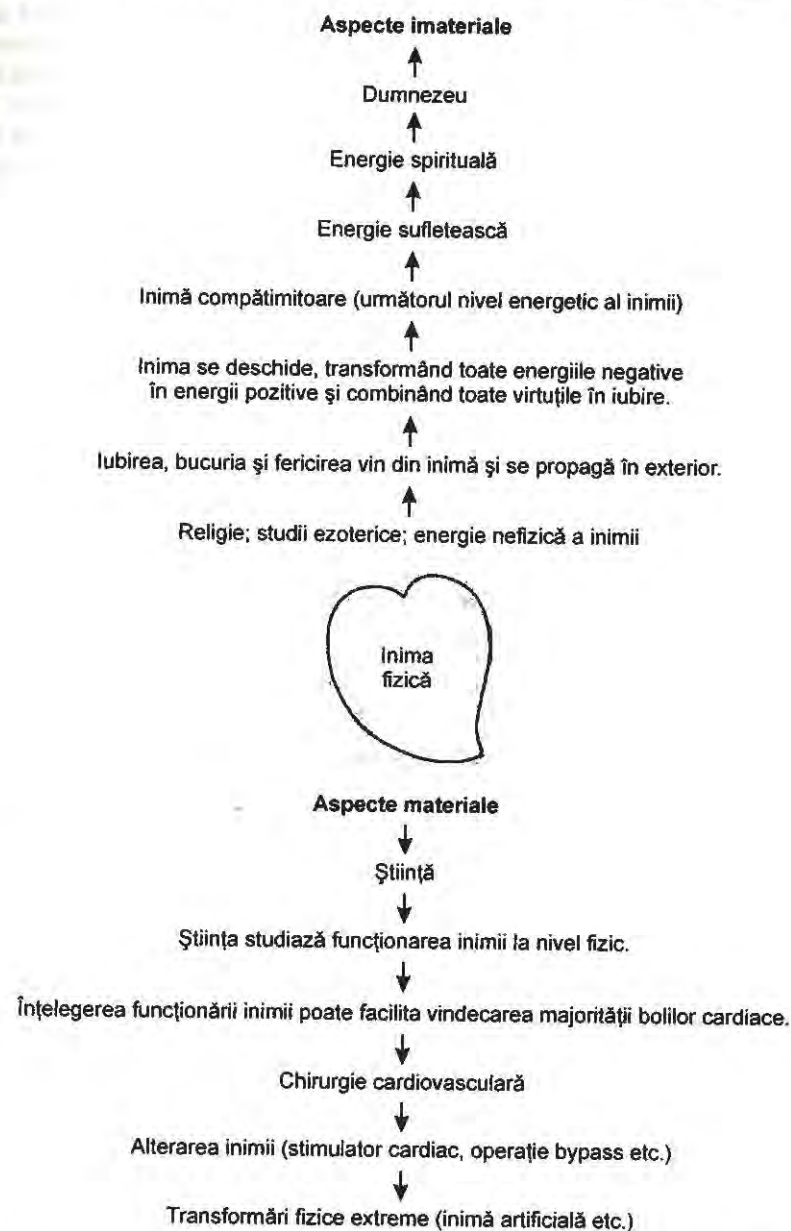 Aspecte imateriale
Dumnezeu
Energie spirituală
Energie sufletească
Inimă compătimitoare (următorul nivel energetic al inimii)
Inima se deschide, transformând toate energiile negative
în energii pozitive şi combinând toate virtuţile în iubire.
Iubirea, bucuria şi fericirea vin din inimă şi se propagă în exterior.
Religie; studii ezoterice; energie nefizică a inimii
Inima
fizică
Aspecte materiale
Ştiinţă
Ştiinţa studiază funcţionarea inimii la nivel fizic.
Înţelegerea funcţionării inimii poate facilita vindecarea majorităţii bolilor cardiace.
Chirurgie cardiovasculară
Alterarea inimii (stimulator cardiac, operaţie bypass etc.)
Transformări fizice extreme (inimă artificială etc.)